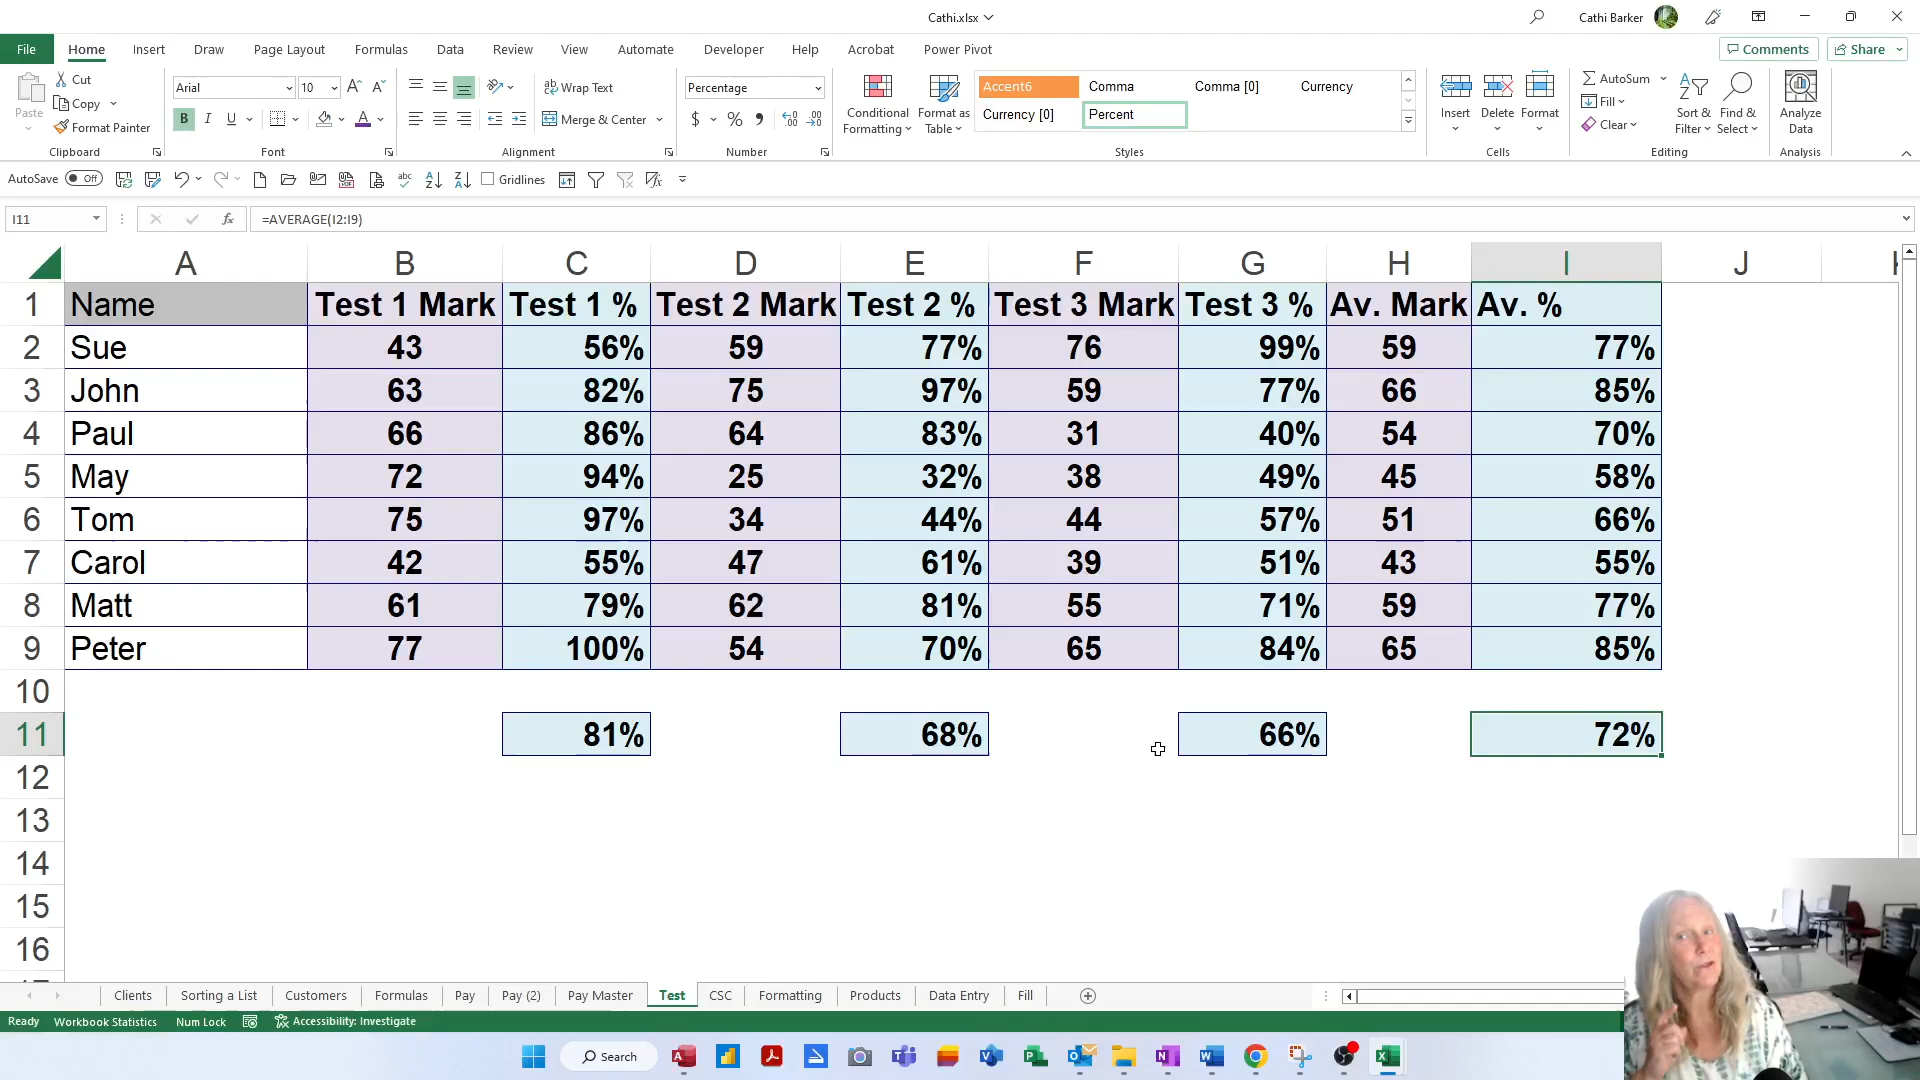 Cathi.xlsx
Cathi Barker
File Home Insert Draw Page Layout Formulas Data Review View Automate Developer Help Acrobat Power Pivot Comments Share
Paste
Cut
Copy
Format Painter
Clipboard
Arial 10
B I U
Font
Wrap Text
Merge & Center
Alignment
Percentage
$ % 9
Number
Conditional Formatting
Format as Table
Accent6 Comma Comma [0] Currency
Currency [0] Percent
Styles
Insert Delete Format
Cells
AutoSum
Fill
Clear
Sort & Filter
Find & Select
Editing
Analyze Data
Analysis
AutoSave Off Gridlines
I11 fx =AVERAGE(I2:I9)
A B C D E F G H I J
1 Name Test 1 Mark Test 1 % Test 2 Mark Test 2 % Test 3 Mark Test 3 % Av. Mark Av. %
2 Sue 43 56% 59 77% 76 99% 59 77%
3 John 63 82% 75 97% 59 77% 66 85%
4 Paul 66 86% 64 83% 31 40% 54 70%
5 May 72 94% 25 32% 38 49% 45 58%
6 Tom 75 97% 34 44% 44 57% 51 66%
7 Carol 42 55% 47 61% 39 51% 43 55%
8 Matt 61 79% 62 81% 55 71% 59 77%
9 Peter 77 100% 54 70% 65 84% 65 85%
10
11 81% 68% 66% 72%
12
13
14
15
16
Clients Sorting a List Customers Formulas Pay Pay (2) Pay Master Test CSC Formatting Products Data Entry Fill
Ready Workbook Statistics Num Lock Accessibility: Investigate
Search